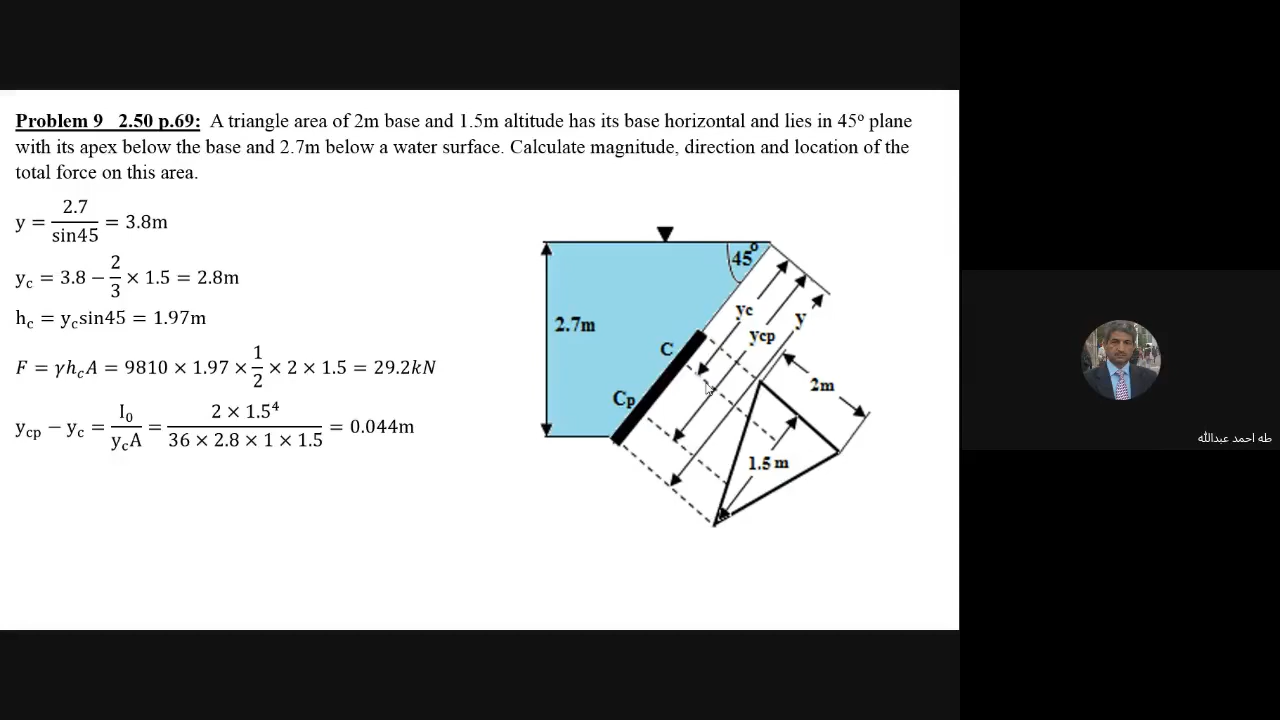 Problem 9 2.50 p.69: A triangle area of 2m base and 1.5m altitude has its base horizontal and lies in 45º plane
with its apex below the base and 2.7m below a water surface. Calculate magnitude, direction and location of the
total force on this area.
y = 2.7/sin45 = 3.8m
y_c = 3.8 − 2/3 × 1.5 = 2.8m
h_c = y_c sin45 = 1.97m
F = γh_cA = 9810 × 1.97 × 1/2 × 2 × 1.5 = 29.2kN
y_cp − y_c = I_0/(y_cA) = (2 × 1.5⁴)/(36 × 2.8 × 1 × 1.5) = 0.044m
45º
2.7m
yc
y
ycp
C
Cp
2m
1.5 m
طه احمد عبدالله